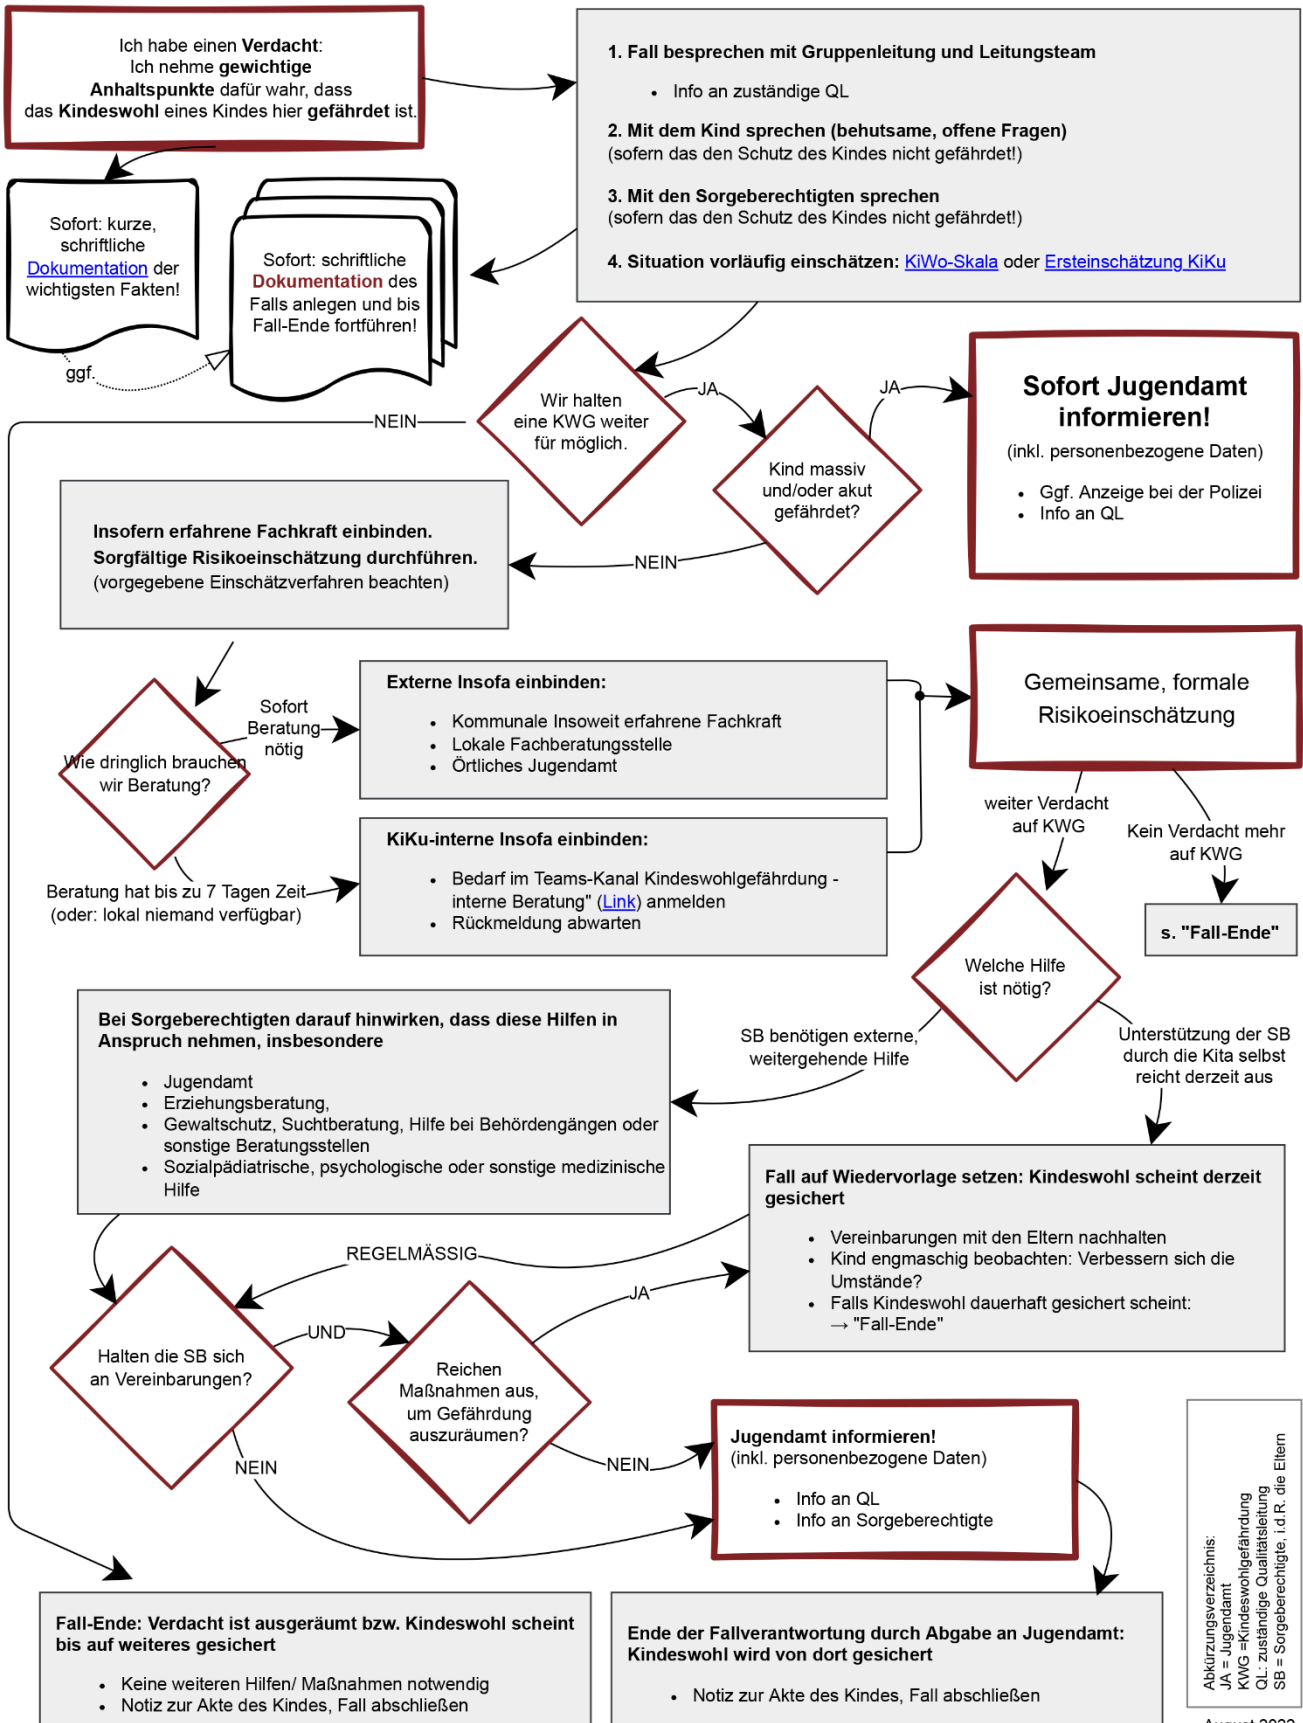 Ich habe einen Verdacht:
Ich nehme gewichtige
Anhaltspunkte dafür wahr, dass
das Kindeswohl eines Kindes hier gefährdet ist.
1. Fall besprechen mit Gruppenleitung und Leitungsteam
• Info an zuständige QL
2. Mit dem Kind sprechen (behutsame, offene Fragen)
(sofern das den Schutz des Kindes nicht gefährdet!)
3. Mit den Sorgeberechtigten sprechen
(sofern das den Schutz des Kindes nicht gefährdet!)
4. Situation vorläufig einschätzen: KiWo-Skala oder Ersteinschätzung KiKu
Sofort: kurze,
schriftliche
Dokumentation der
wichtigsten Fakten!
ggf.
Sofort: schriftliche
Dokumentation des
Falls anlegen und bis
Fall-Ende fortführen!
Wir halten
eine KWG weiter
für möglich.
NEIN
JA
Kind massiv
und/oder akut
gefährdet?
JA
Sofort Jugendamt
informieren!
(inkl. personenbezogene Daten)
• Ggf. Anzeige bei der Polizei
• Info an QL
NEIN
Insofern erfahrene Fachkraft einbinden.
Sorgfältige Risikoeinschätzung durchführen.
(vorgegebene Einschätzverfahren beachten)
Wie dringlich brauchen
wir Beratung?
Sofort
Beratung
nötig
Externe Insofa einbinden:
• Kommunale Insoweit erfahrene Fachkraft
• Lokale Fachberatungsstelle
• Örtliches Jugendamt
Beratung hat bis zu 7 Tagen Zeit
(oder: lokal niemand verfügbar)
KiKu-interne Insofa einbinden:
• Bedarf im Teams-Kanal Kindeswohlgefährdung -
interne Beratung" (Link) anmelden
• Rückmeldung abwarten
Gemeinsame, formale
Risikoeinschätzung
weiter Verdacht
auf KWG
Kein Verdacht mehr
auf KWG
s. "Fall-Ende"
Welche Hilfe
ist nötig?
SB benötigen externe,
weitergehende Hilfe
Unterstützung der SB
durch die Kita selbst
reicht derzeit aus
Bei Sorgeberechtigten darauf hinwirken, dass diese Hilfen in
Anspruch nehmen, insbesondere
• Jugendamt
• Erziehungsberatung,
• Gewaltschutz, Suchtberatung, Hilfe bei Behördengängen oder
sonstige Beratungsstellen
• Sozialpädiatrische, psychologische oder sonstige medizinische
Hilfe
Fall auf Wiedervorlage setzen: Kindeswohl scheint derzeit
gesichert
• Vereinbarungen mit den Eltern nachhalten
• Kind engmaschig beobachten: Verbessern sich die
Umstände?
• Falls Kindeswohl dauerhaft gesichert scheint:
→ "Fall-Ende"
REGELMÄSSIG
Halten die SB sich
an Vereinbarungen?
UND
Reichen
Maßnahmen aus,
um Gefährdung
auszuräumen?
JA
NEIN
NEIN
Jugendamt informieren!
(inkl. personenbezogene Daten)
• Info an QL
• Info an Sorgeberechtigte
Fall-Ende: Verdacht ist ausgeräumt bzw. Kindeswohl scheint
bis auf weiteres gesichert
• Keine weiteren Hilfen/ Maßnahmen notwendig
• Notiz zur Akte des Kindes, Fall abschließen
Ende der Fallverantwortung durch Abgabe an Jugendamt:
Kindeswohl wird von dort gesichert
• Notiz zur Akte des Kindes, Fall abschließen
Abkürzungsverzeichnis:
JA = Jugendamt
KWG =Kindeswohlgefährdung
QL: zuständige Qualitätsleitung
SB = Sorgeberechtigte, i.d.R. die Eltern
August 2022